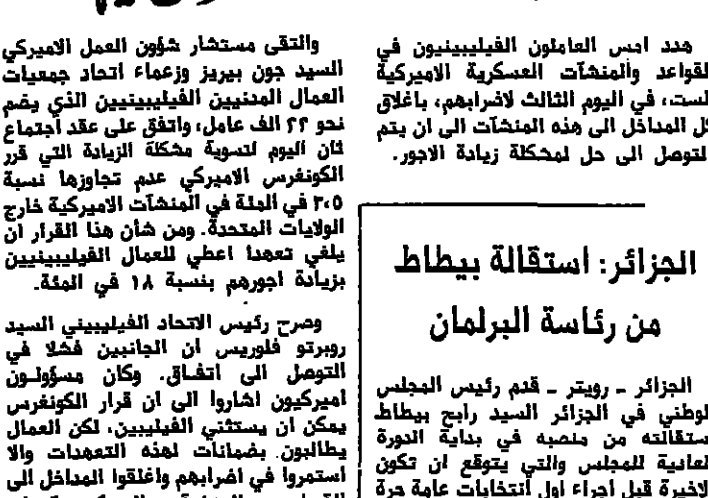 هدد امس العاملون الفيليبينيون في
القواعد والمنشآت العسكرية الاميركية
الست، في اليوم الثالث لاضرابهم، باغلاق
كل المداخل الى هذه المنشآت الى ان يتم
التوصل الى حل لمشكلة زيادة الاجور.
والتقى مستشار شؤون العمل الاميركي
السيد جون بيريز وزعماء اتحاد جمعيات
العمال المدنيين الفيليبينيين الذي يضم
نحو ٢٢ الف عامل، واتفق على عقد اجتماع
ثان اليوم لتسوية مشكلة الزيادة التي قرر
الكونغرس الاميركي عدم تجاوزها نسبة
٣،٥ في المئة في المنشآت الاميركية خارج
الولايات المتحدة. ومن شأن هذا القرار ان
يلغي تعهدا اعطي للعمال الفيليبينيين
بزيادة اجورهم بنسبة ١٨ في المئة.
وصرح رئيس الاتحاد الفيليبيني السيد
روبرتو فلوريس ان الجانبين فشلا في
التوصل الى اتفاق. وكان مسؤولون
اميركيون اشاروا الى ان قرار الكونغرس
يمكن ان يستثني الفيليبين، لكن العمال
يطالبون. بضمانات لهذه التعهدات والا
استمروا في اضرابهم واغلقوا المداخل الى
الجزائر: استقالة بيطاط
من رئاسة البرلمان
الجزائر ـ رويتر ـ قدم رئيس المجلس
الوطني في الجزائر السيد رابح بيطاط
استقالته من منصبه في بداية الدورة
العادية للمجلس والتي يتوقع ان تكون
الاخيرة قبل اجراء اول انتخابات عامة حرة